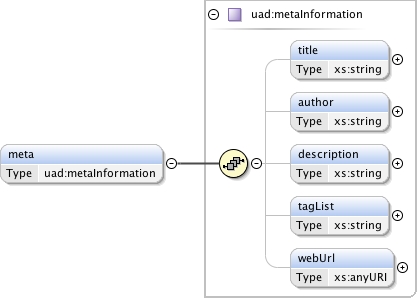 uad:metaInformation
title
Type xs:string
author
Type xs:string
meta
Type uad:metaInformation
description
Type xs:string
tagList
Type xs:string
webUrl
Type xs:anyURI